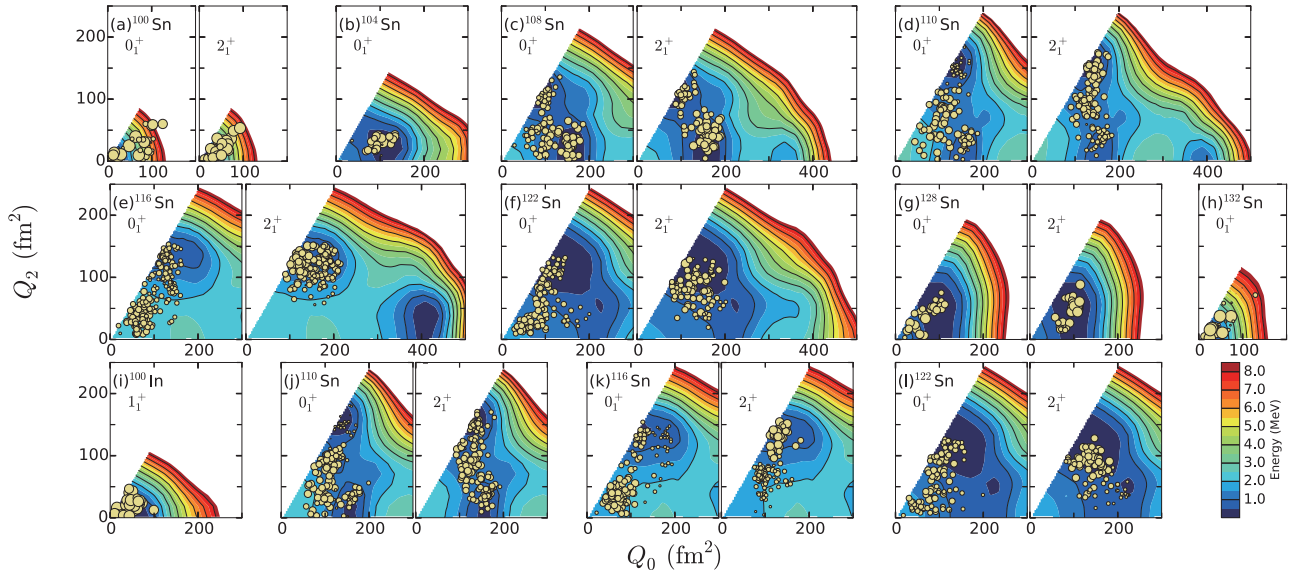 (a)¹⁰⁰Sn
0₁⁺
2₁⁺
(b)¹⁰⁴Sn
0₁⁺
(c)¹⁰⁸Sn
0₁⁺
2₁⁺
(d)¹¹⁰Sn
0₁⁺
2₁⁺
200
100
0
0 100
0 100
0 200
0 200
0 200 400
0 200
0 200 400
(e)¹¹⁶Sn
0₁⁺
2₁⁺
(f)¹²²Sn
0₁⁺
2₁⁺
(g)¹²⁸Sn
0₁⁺
2₁⁺
(h)¹³²Sn
0₁⁺
200
100
0
0 200
0 200 400
0 200
0 200 400
0 200
0 200
0 100
(i)¹⁰⁰In
1₁⁺
(j)¹¹⁰Sn
0₁⁺
2₁⁺
(k)¹¹⁶Sn
0₁⁺
2₁⁺
(l)¹²²Sn
0₁⁺
2₁⁺
200
100
0
0 200
0 200
0 200
0 200
0 200
0 200
0 200
8.0
7.0
6.0
5.0
4.0
3.0
2.0
1.0
Energy (MeV)
Q₂ (fm²)
Q₀ (fm²)